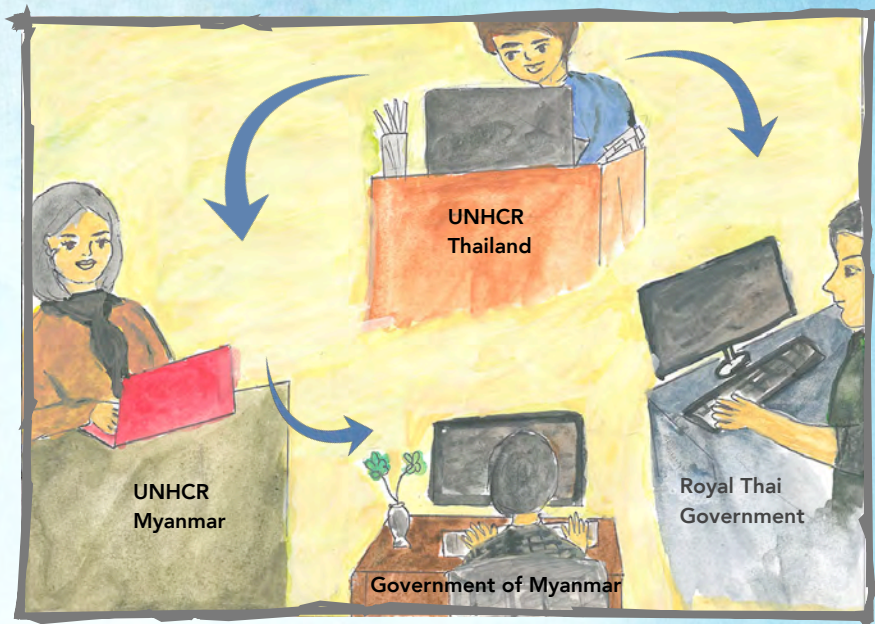 UNHCR
Thailand
UNHCR
Myanmar
Royal Thai
Government
Government of Myanmar